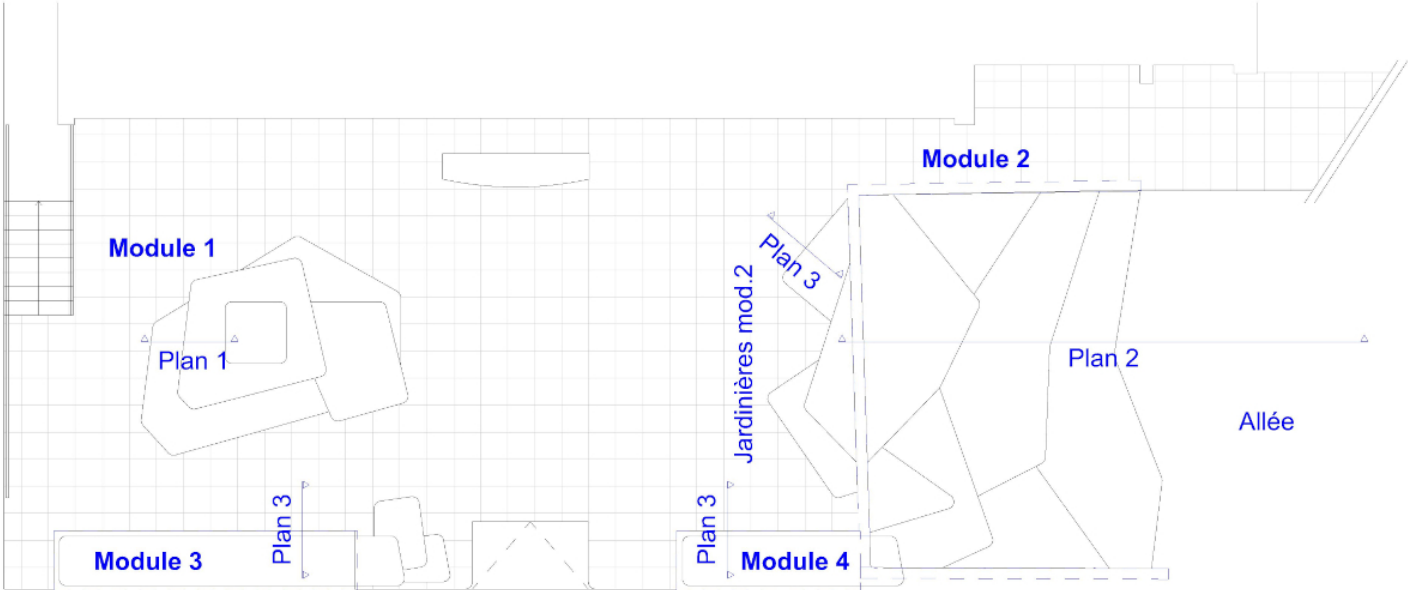 Module 2
Module 1
Plan 3
Jardinières mod.2
Plan 1
Plan 2
Allée
Plan 3
Plan 3
Module 3
Module 4